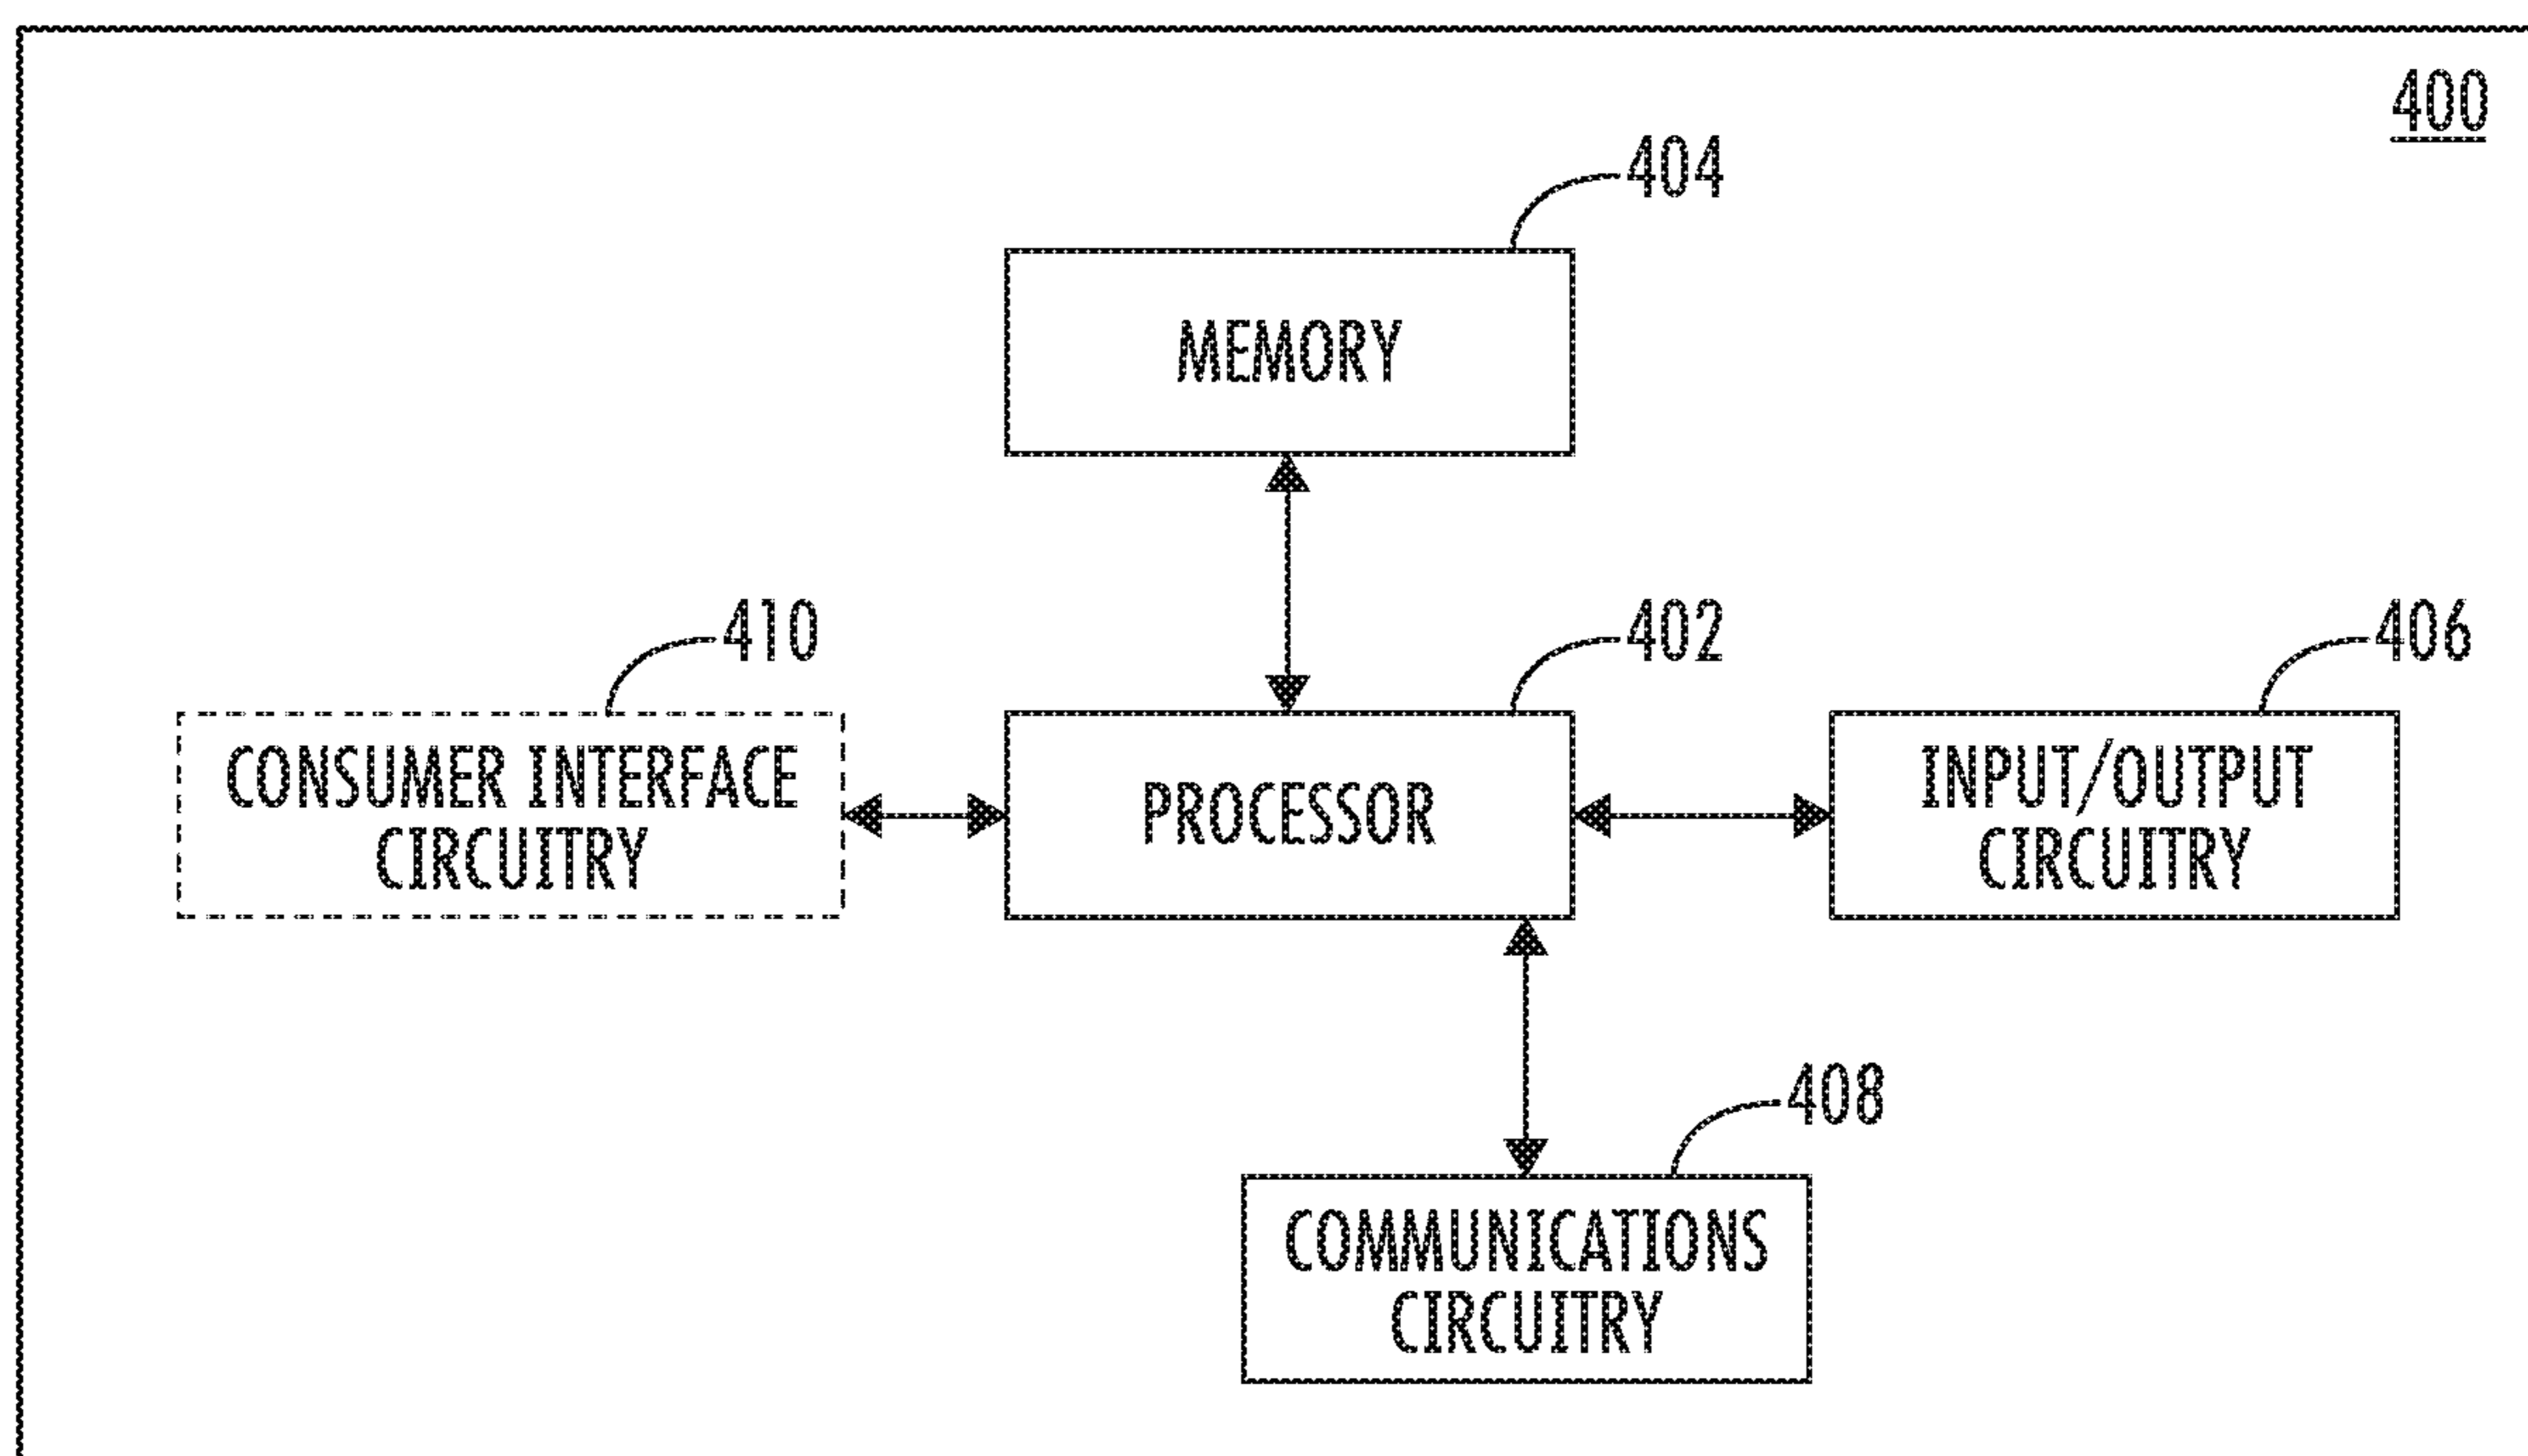 400
404
MEMORY
410
402
406
CONSUMER INTERFACE
CIRCUITRY
PROCESSOR
INPUT/OUTPUT
CIRCUITRY
408
COMMUNICATIONS
CIRCUITRY